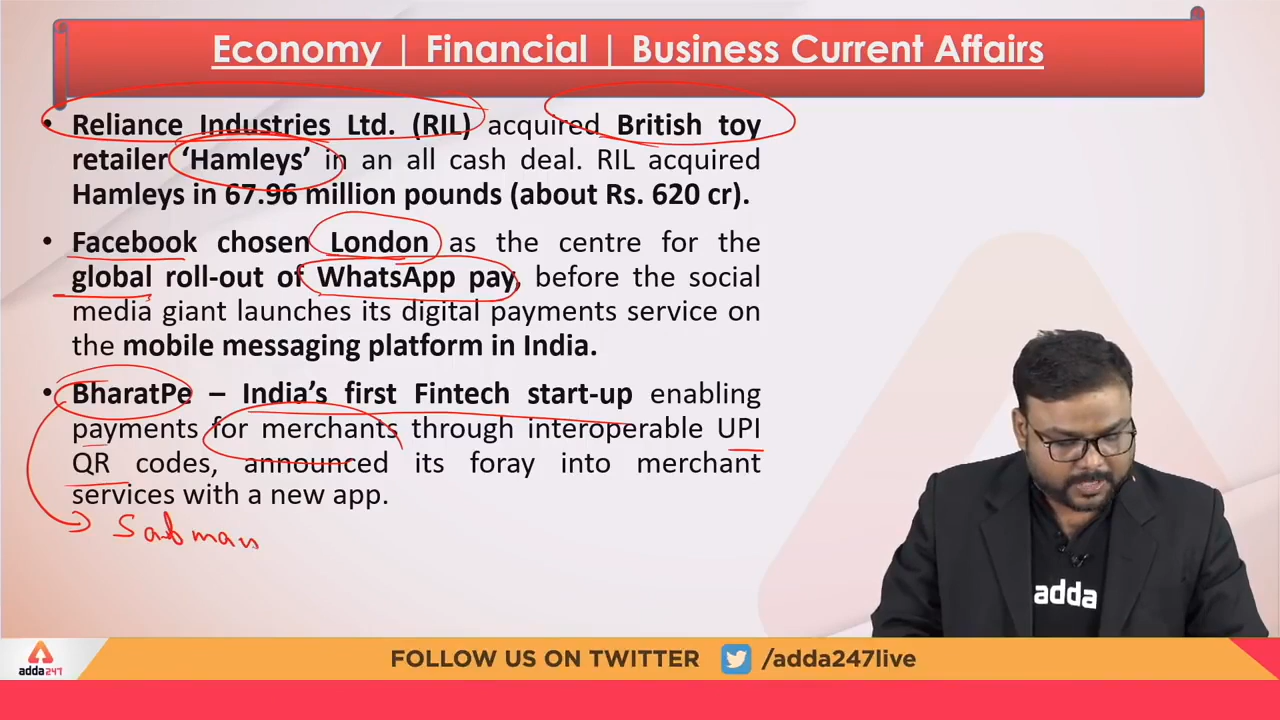 Economy | Financial | Business Current Affairs
• Reliance Industries Ltd. (RIL) acquired British toy
retailer ‘Hamleys’ in an all cash deal. RIL acquired
Hamleys in 67.96 million pounds (about Rs. 620 cr).
• Facebook chosen London as the centre for the
global roll-out of WhatsApp pay, before the social
media giant launches its digital payments service on
the mobile messaging platform in India.
• BharatPe – India’s first Fintech start-up enabling
payments for merchants through interoperable UPI
QR codes, announced its foray into merchant
services with a new app.
adda
adda247
FOLLOW US ON TWITTER /adda247live